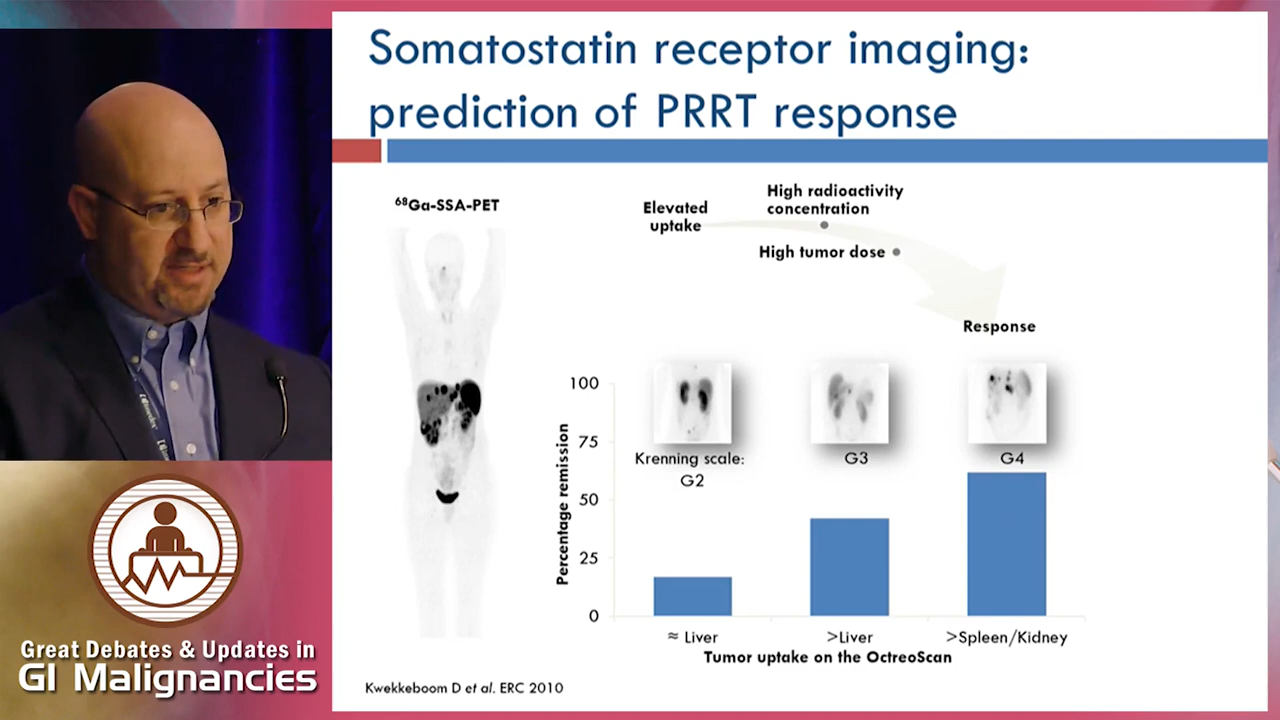 Somatostatin receptor imaging:
prediction of PRRT response
⁶⁸Ga-SSA-PET
Elevated
uptake
High radioactivity
concentration
High tumor dose
Response
Percentage remission
100
75
50
25
0
Krenning scale:
G2
G3
G4
≈ Liver
>Liver
>Spleen/Kidney
Tumor uptake on the OctreoScan
Kwekkeboom D et al. ERC 2010
Great Debates & Updates in
GI Malignancies